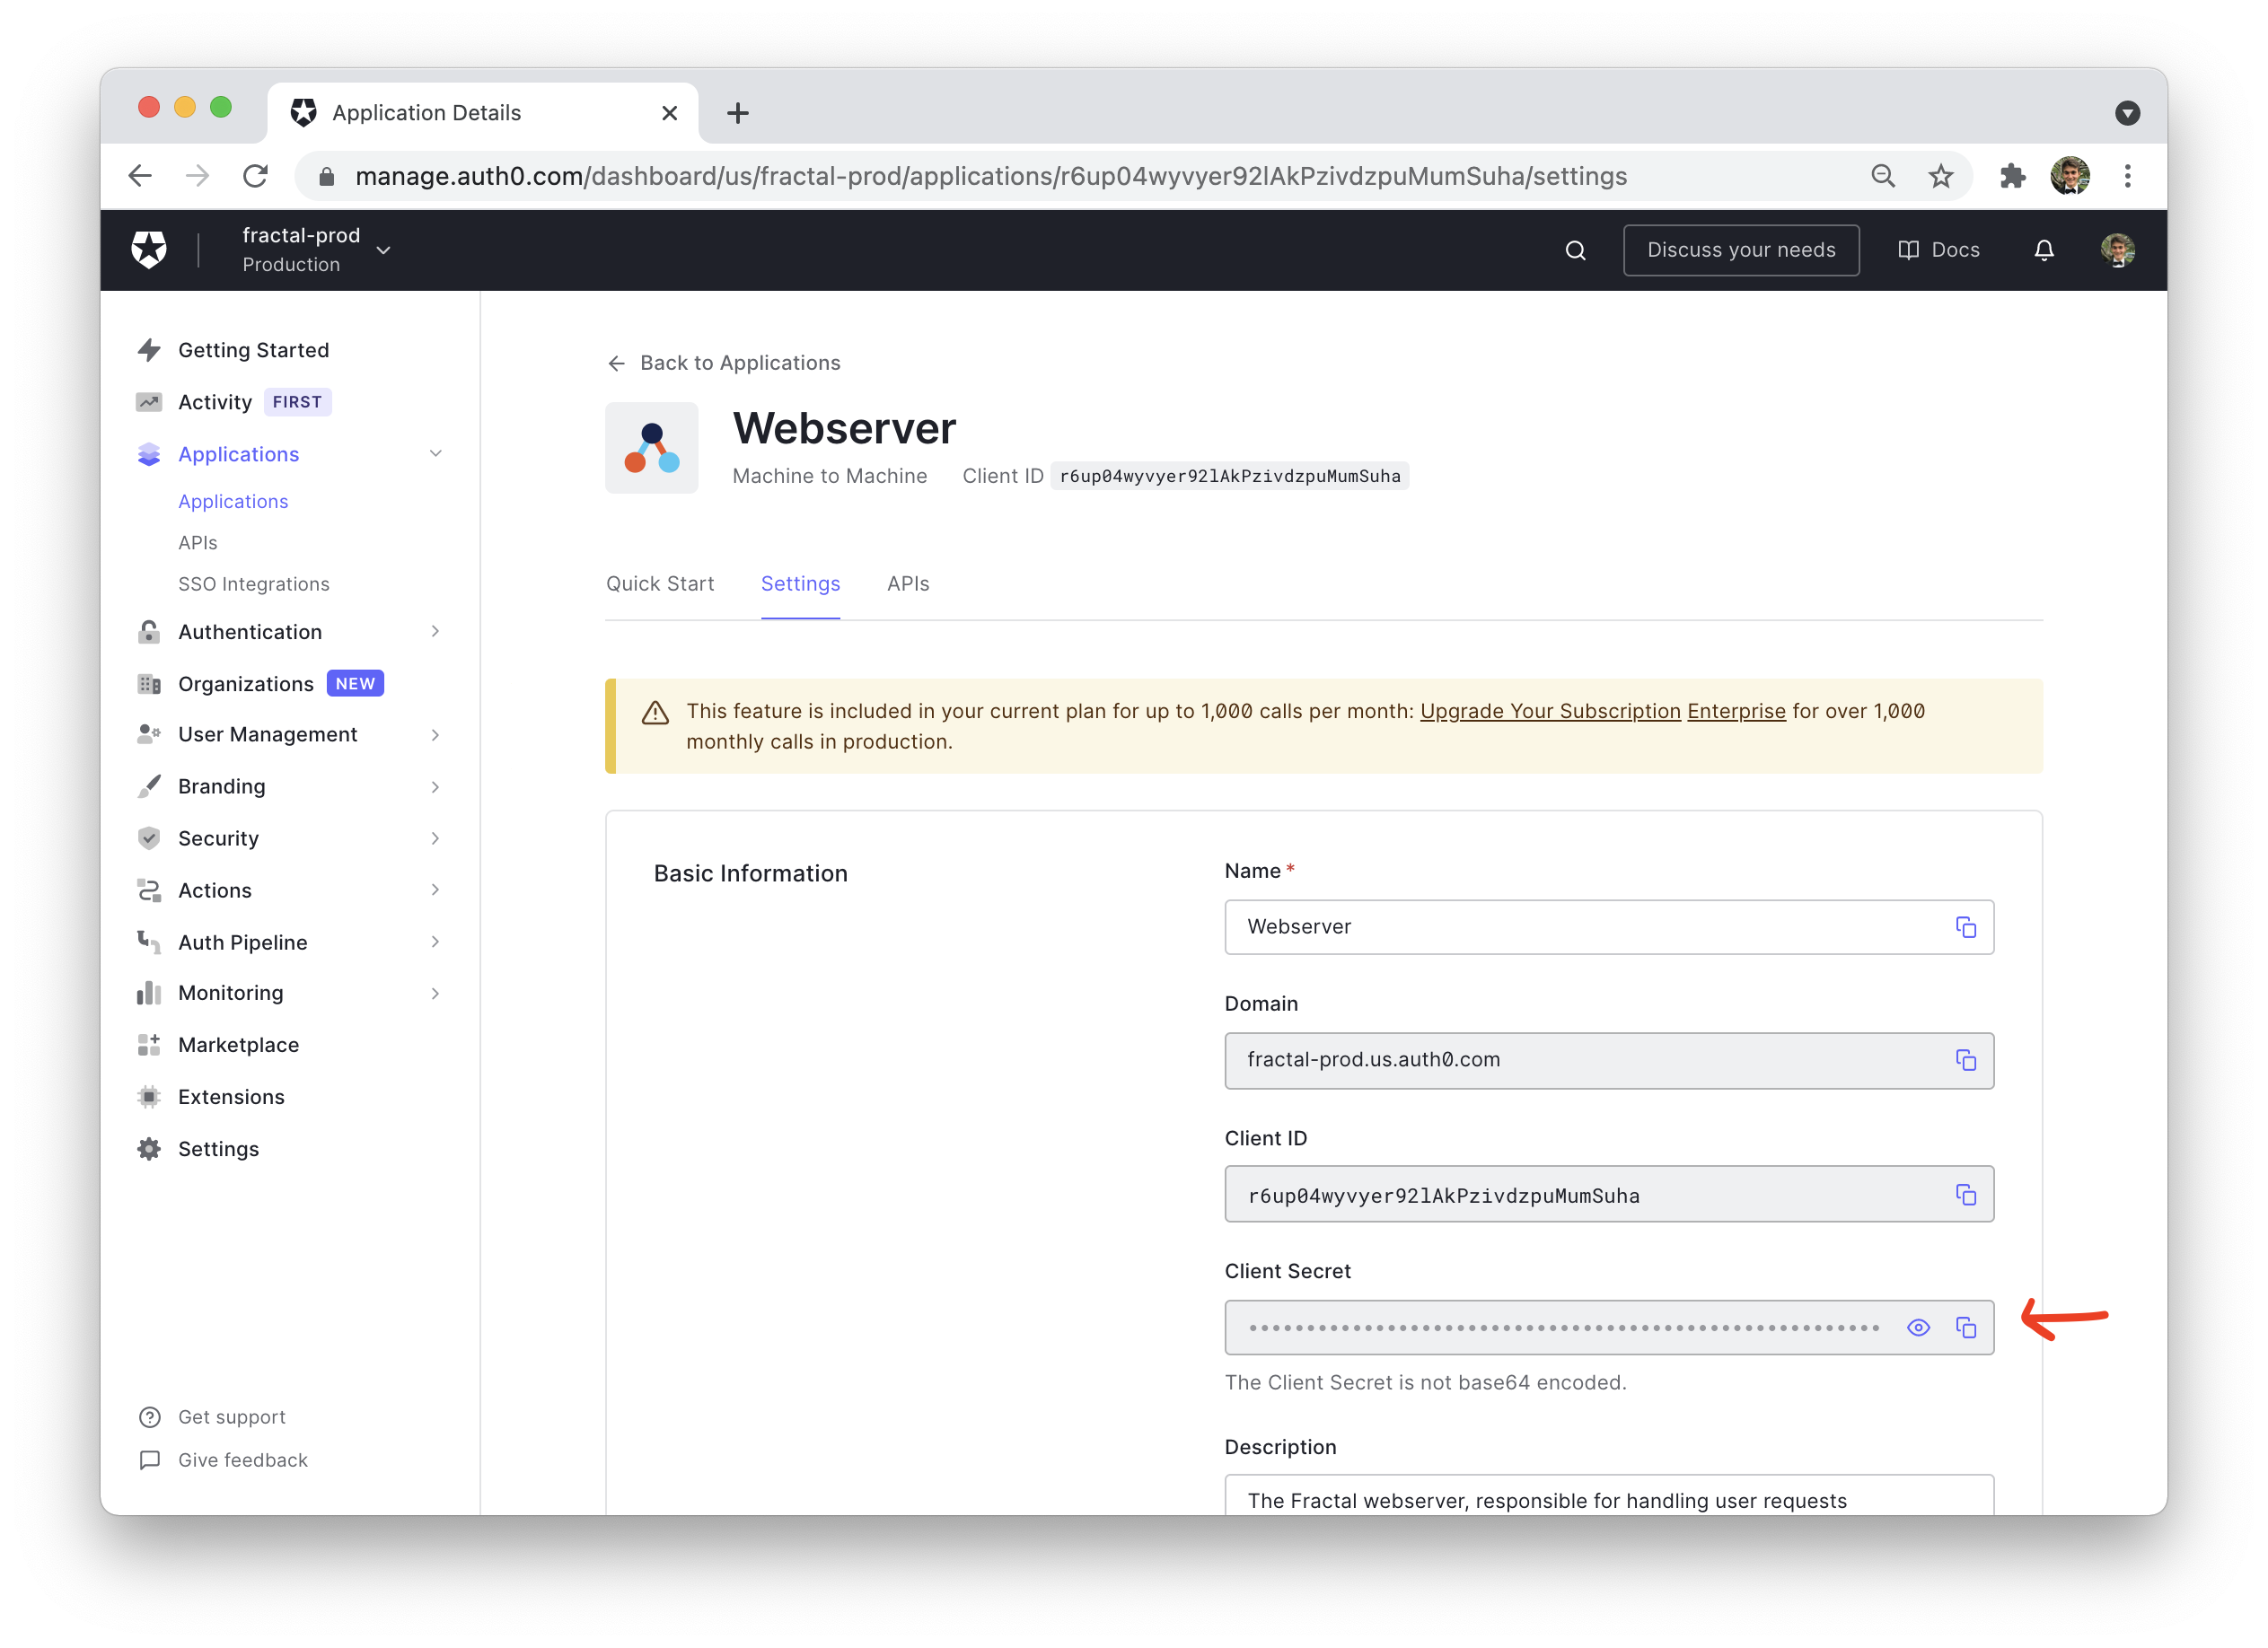 Application Details
manage.auth0.com/dashboard/us/fractal-prod/applications/r6up04wyvyer92lAkPzivdzpuMumSuha/settings
fractal-prod
Production
Discuss your needs
Docs
Getting Started
Activity FIRST
Applications
Applications
APIs
SSO Integrations
Authentication
Organizations NEW
User Management
Branding
Security
Actions
Auth Pipeline
Monitoring
Marketplace
Extensions
Settings
Get support
Give feedback
Back to Applications
Webserver
Machine to Machine Client ID r6up04wyvyer92lAkPzivdzpuMumSuha
Quick Start Settings APIs
This feature is included in your current plan for up to 1,000 calls per month: Upgrade Your Subscription Enterprise for over 1,000
monthly calls in production.
Basic Information
Name *
Webserver
Domain
fractal-prod.us.auth0.com
Client ID
r6up04wyvyer92lAkPzivdzpuMumSuha
Client Secret
The Client Secret is not base64 encoded.
Description
The Fractal webserver, responsible for handling user requests